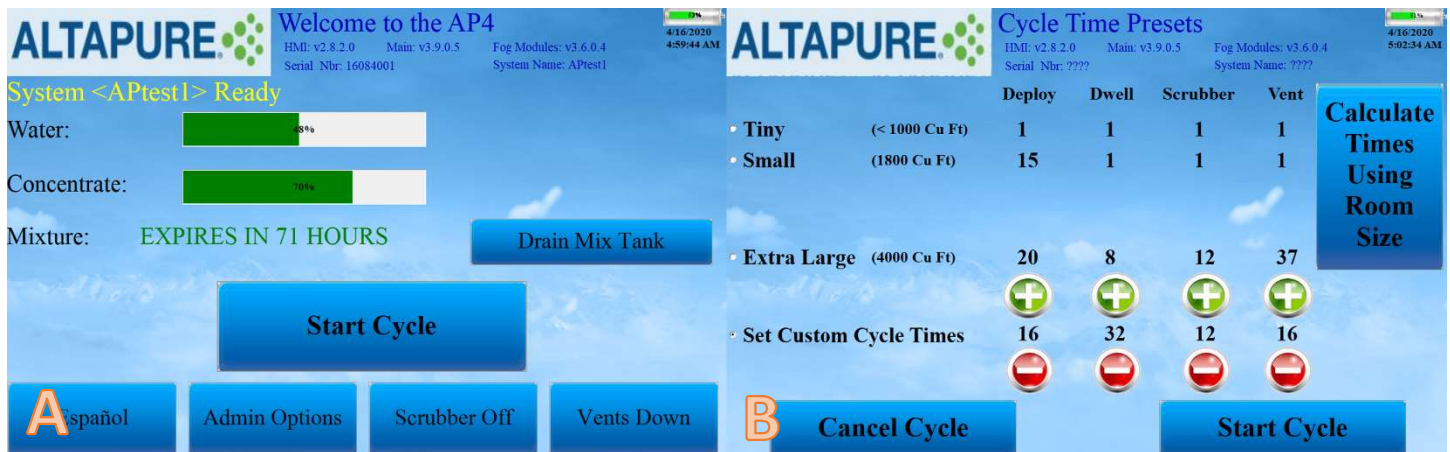 ALTAPURE
Welcome to the AP4
HMI: v2.8.2.0 Main: v3.9.0.5 Fog Modules: v3.6.0.4
Serial Nbr: 16084001 System Name: APtest1
4/16/2020
4:59:44 AM
System <APtest1> Ready
Water: 48%
Concentrate: 70%
Mixture: EXPIRES IN 71 HOURS
Drain Mix Tank
Start Cycle
A
Español
Admin Options
Scrubber Off
Vents Down
ALTAPURE
Cycle Time Presets
HMI: v2.8.2.0 Main: v3.9.0.5 Fog Modules: v3.6.0.4
Serial Nbr: ???? System Name: ????
4/16/2020
5:02:34 AM
Deploy Dwell Scrubber Vent
Tiny (< 1000 Cu Ft) 1 1 1 1
Small (1800 Cu Ft) 15 1 1 1
Extra Large (4000 Cu Ft) 20 8 12 37
Set Custom Cycle Times 16 32 12 16
Calculate
Times
Using
Room
Size
B
Cancel Cycle
Start Cycle